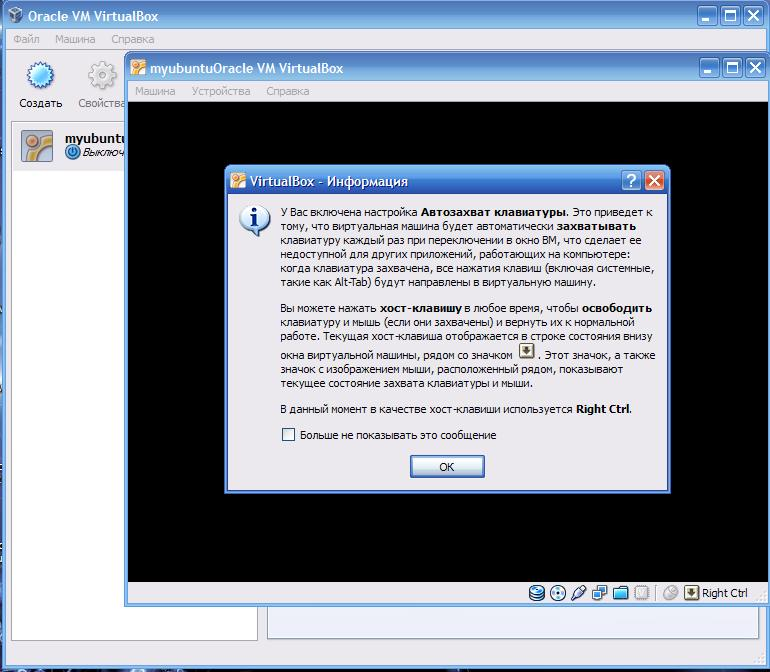 Oracle VM VirtualBox
Файл Машина Справка
Создать Свойства
myubuntu
Выключ
myubuntuOracle VM VirtualBox
Машина Устройства Справка
VirtualBox - Информация
У Вас включена настройка Автозахват клавиатуры. Это приведет к
тому, что виртуальная машина будет автоматически захватывать
клавиатуру каждый раз при переключении в окно ВМ, что сделает ее
недоступной для других приложений, работающих на компьютере:
когда клавиатура захвачена, все нажатия клавиш (включая системные,
такие как Alt-Tab) будут направлены в виртуальную машину.
Вы можете нажать хост-клавишу в любое время, чтобы освободить
клавиатуру и мышь (если они захвачены) и вернуть их к нормальной
работе. Текущая хост-клавиша отображается в строке состояния внизу
окна виртуальной машины, рядом со значком . Этот значок, а также
значок с изображением мыши, расположенный рядом, показывают
текущее состояние захвата клавиатуры и мыши.
В данный момент в качестве хост-клавиши используется Right Ctrl.
Больше не показывать это сообщение
OK
Right Ctrl